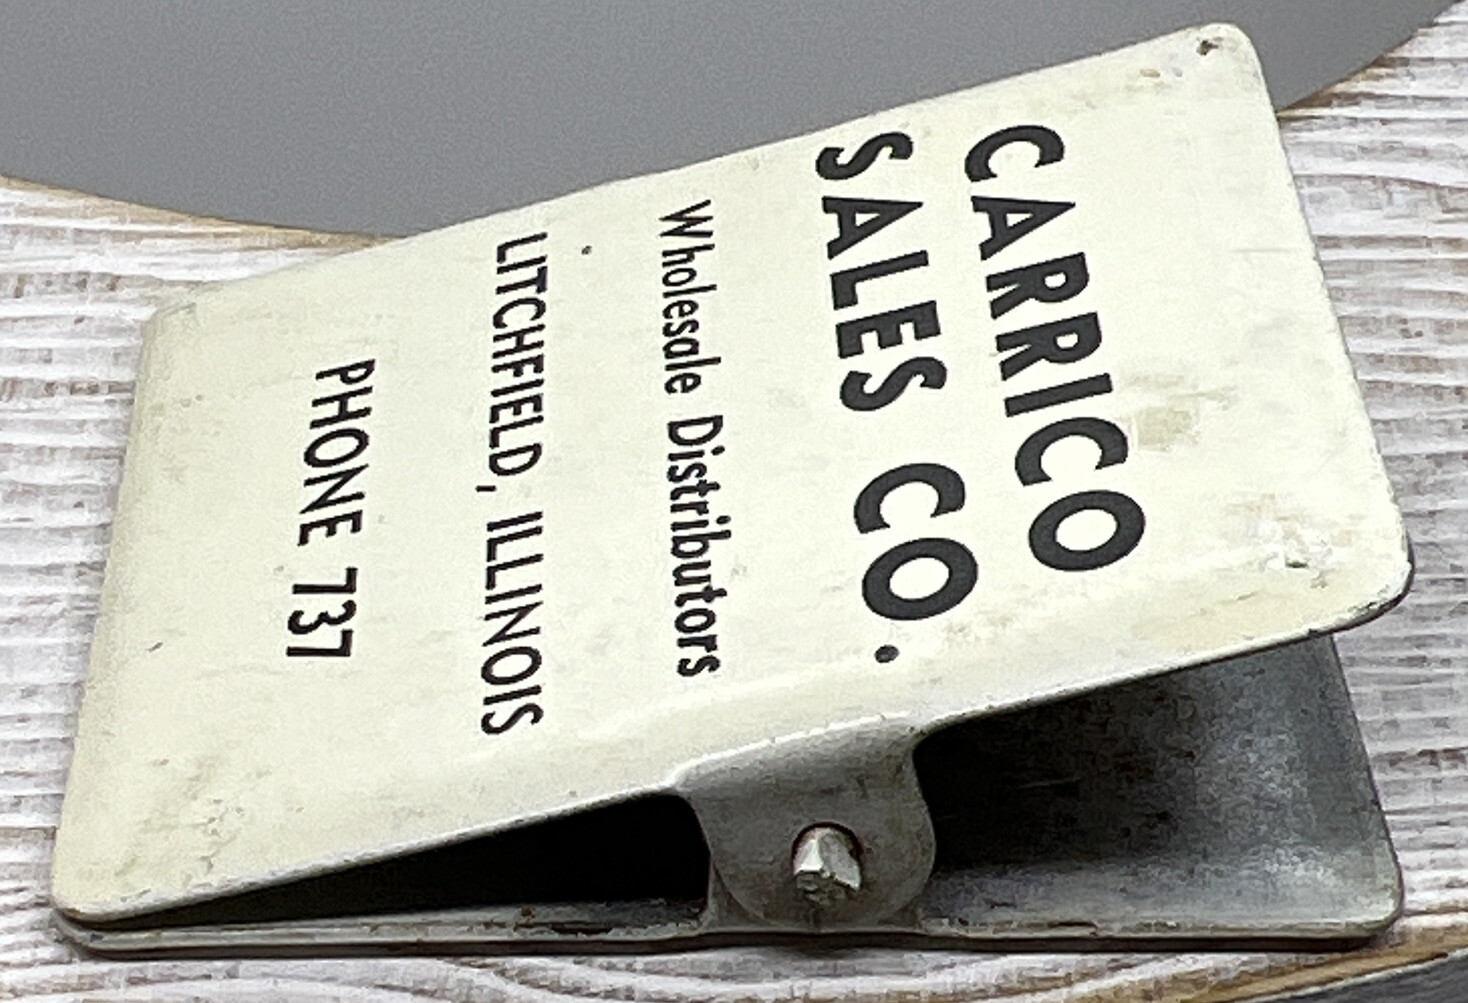 CARRICO
SALES CO.
Wholesale Distributors
LITCHFIELD, ILLINOIS
PHONE 737